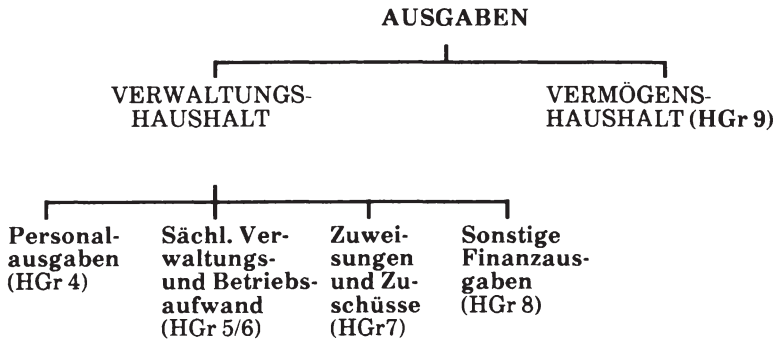 AUSGABEN
VERWALTUNGS-
HAUSHALT
VERMÖGENS-
HAUSHALT (HGr 9)
Personal-
ausgaben
(HGr 4)
Sächl. Ver-
waltungs-
und Betriebs-
aufwand
(HGr 5/6)
Zuwei-
sungen
und Zu-
schüsse
(HGr7)
Sonstige
Finanzaus-
gaben
(HGr 8)